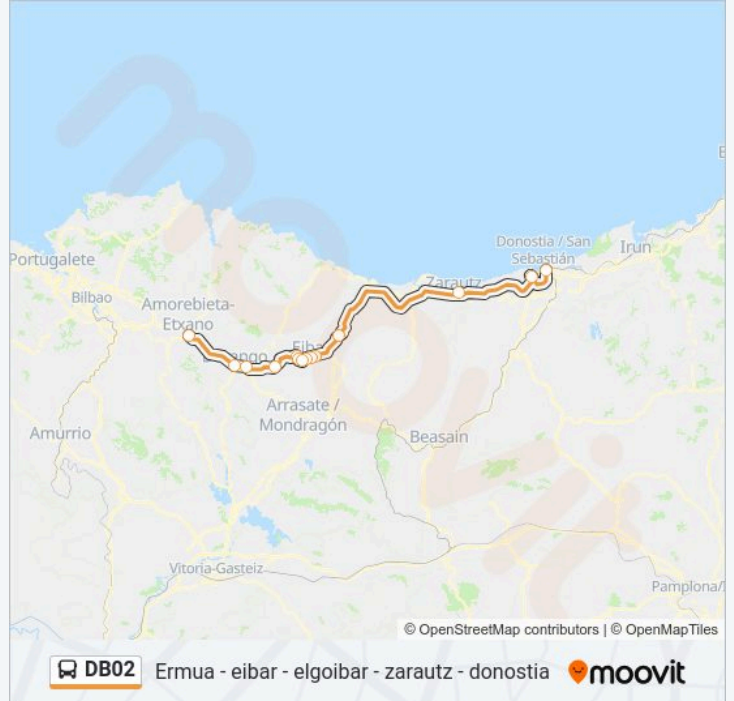 Donostia / San
Sebastián
Irun
Portugalete
Bilbao
Zarautz
Amorebieta-
Etxano
Arrasate /
Mondragón
Amurrio
Beasain
Vitoria-Gasteiz
Pamplona/
© OpenStreetMap contributors | © OpenMapTiles
DB02 Ermua - eibar - elgoibar - zarautz - donostia moovit
moovit